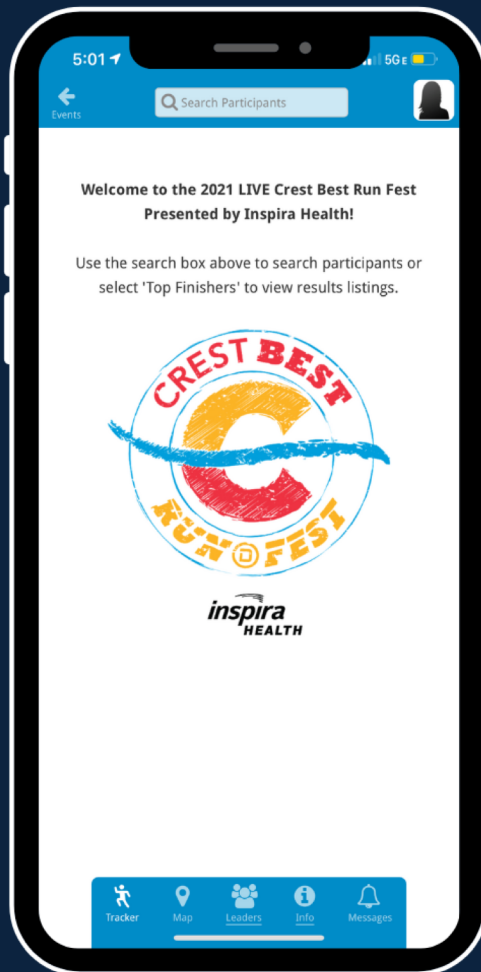 5:01
5G E
Events
Search Participants
Welcome to the 2021 LIVE Crest Best Run Fest
Presented by Inspira Health!
Use the search box above to search participants or
select 'Top Finishers' to view results listings.
CREST BEST
C
RUN D FEST
inspira
HEALTH
Tracker
Map
Leaders
Info
Messages